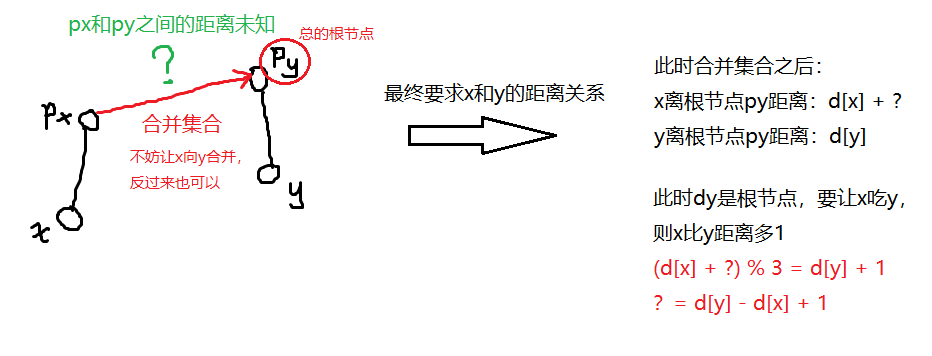 px和py之间的距离未知
总的根节点
?
Py
Px
合并集合
不妨让x向y合并，
反过来也可以
x
y
最终要求x和y的距离关系
此时合并集合之后：
x离根节点py距离：d[x] + ?
y离根节点py距离：d[y]
此时dy是根节点，要让x吃y，
则x比y距离多1
(d[x] + ?) % 3 = d[y] + 1
? = d[y] - d[x] + 1